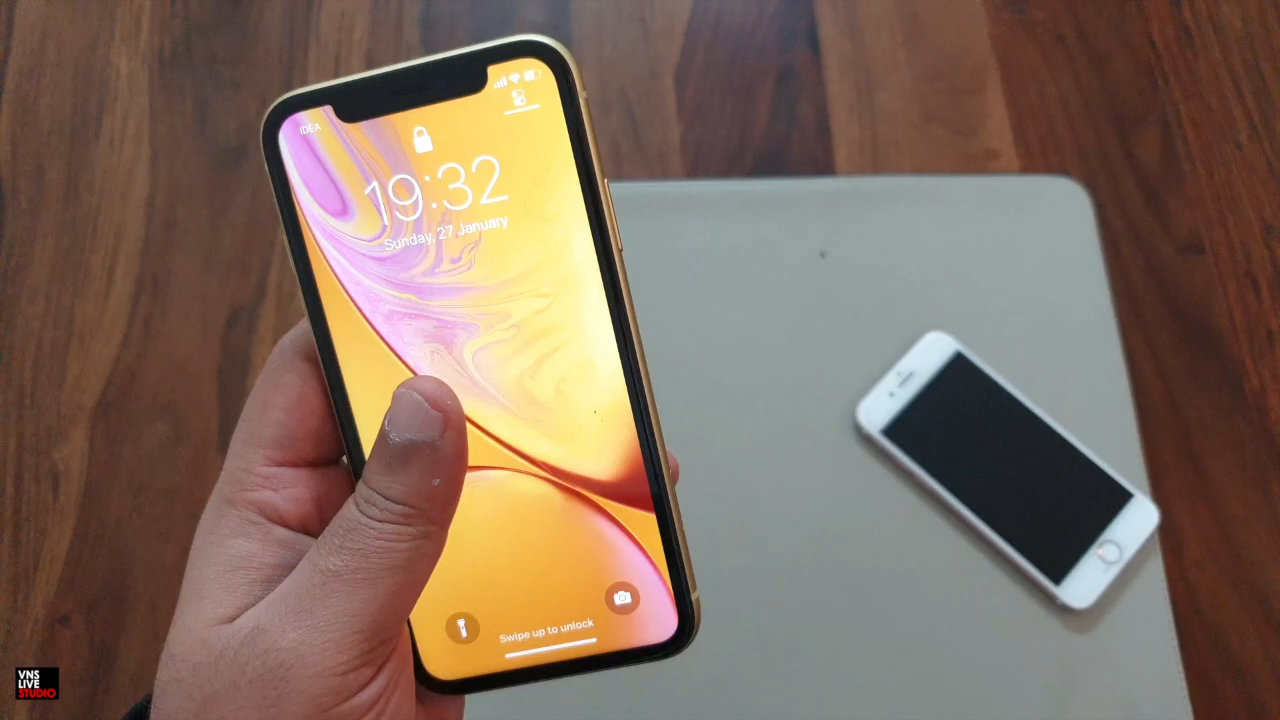 IDEA
19:32
Sunday, 27 January
Swipe up to unlock
VNS
LIVE
STUDIO